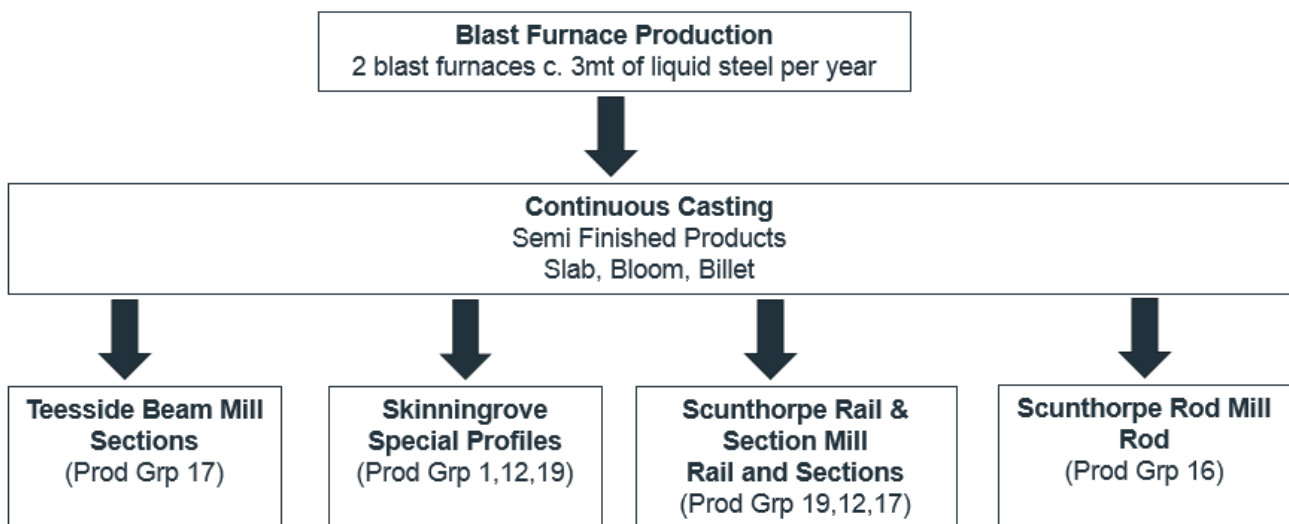 Blast Furnace Production
2 blast furnaces c. 3mt of liquid steel per year
Continuous Casting
Semi Finished Products
Slab, Bloom, Billet
Teesside Beam Mill
Sections
(Prod Grp 17)
Skinningrove
Special Profiles
(Prod Grp 1,12,19)
Scunthorpe Rail &
Section Mill
Rail and Sections
(Prod Grp 19,12,17)
Scunthorpe Rod Mill
Rod
(Prod Grp 16)